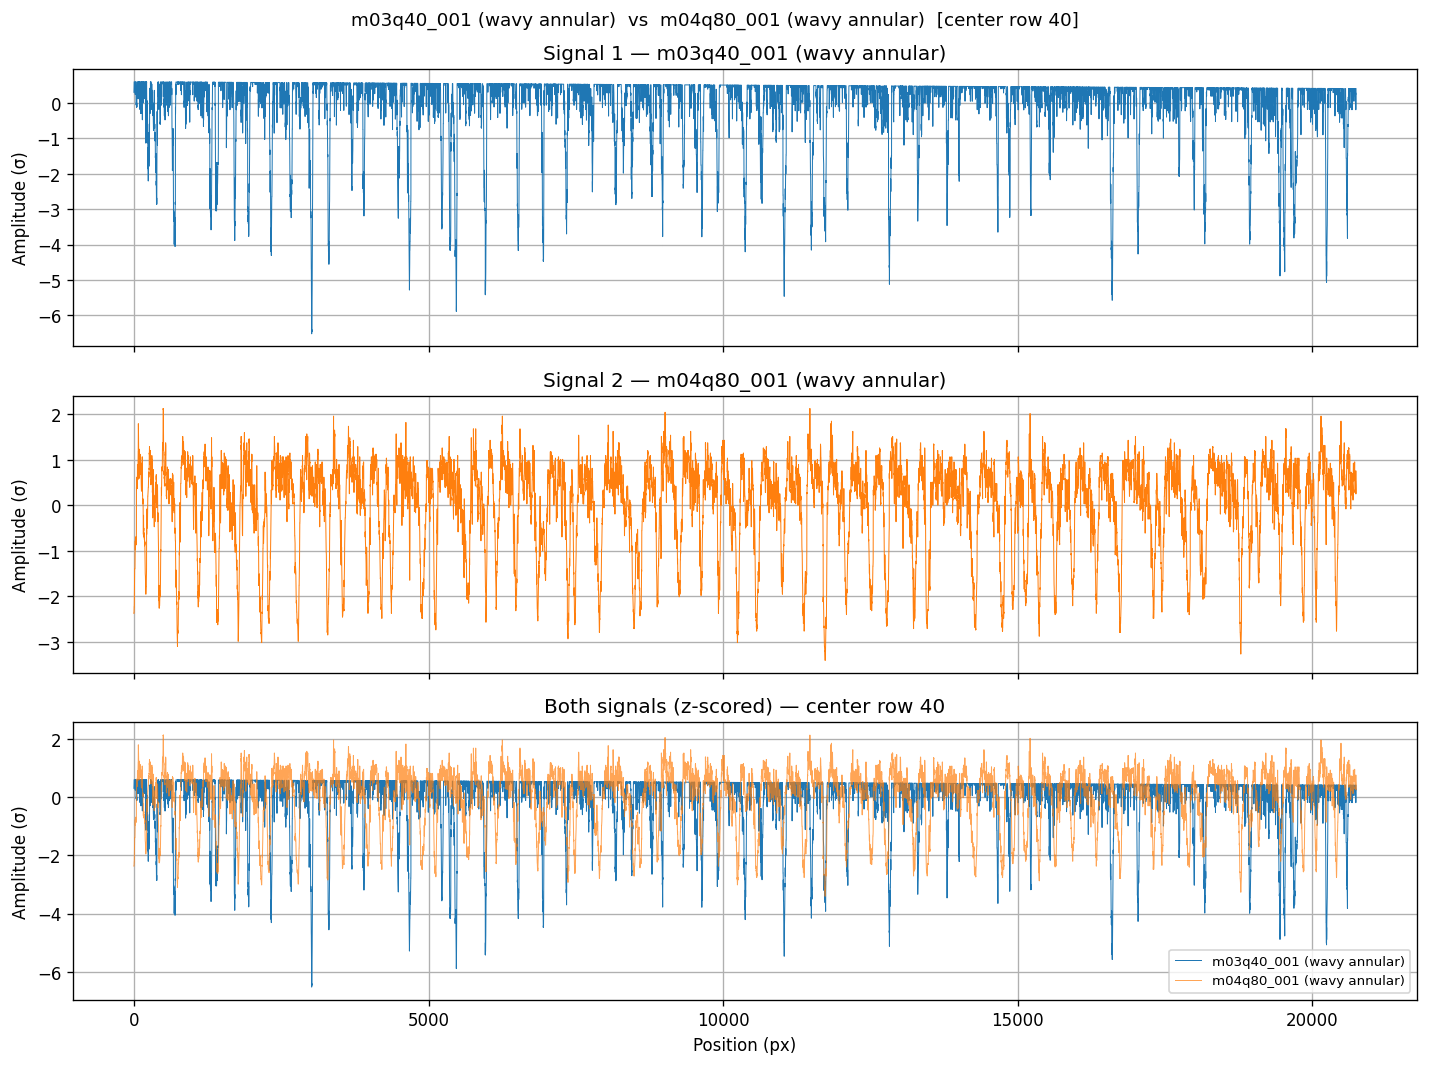 m03q40_001 (wavy annular)  vs  m04q80_001 (wavy annular)  [center row 40]
Signal 1 — m03q40_001 (wavy annular)
Amplitude (σ)
0
−1
−2
−3
−4
−5
−6
Signal 2 — m04q80_001 (wavy annular)
Amplitude (σ)
2
1
0
−1
−2
−3
Both signals (z-scored) — center row 40
Amplitude (σ)
2
0
−2
−4
−6
m03q40_001 (wavy annular)
m04q80_001 (wavy annular)
0
5000
10000
15000
20000
Position (px)